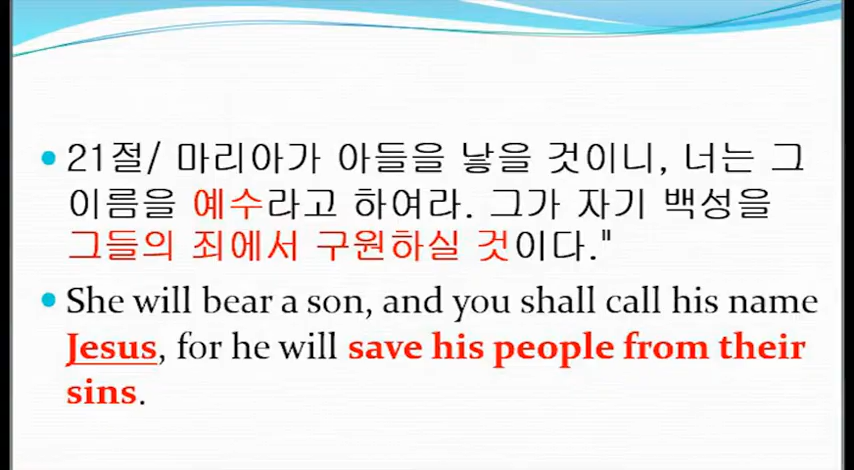 • 21절/ 마리아가 아들을 낳을 것이니, 너는 그
이름을 예수라고 하여라. 그가 자기 백성을
그들의 죄에서 구원하실 것이다."
• She will bear a son, and you shall call his name
Jesus, for he will save his people from their
sins.